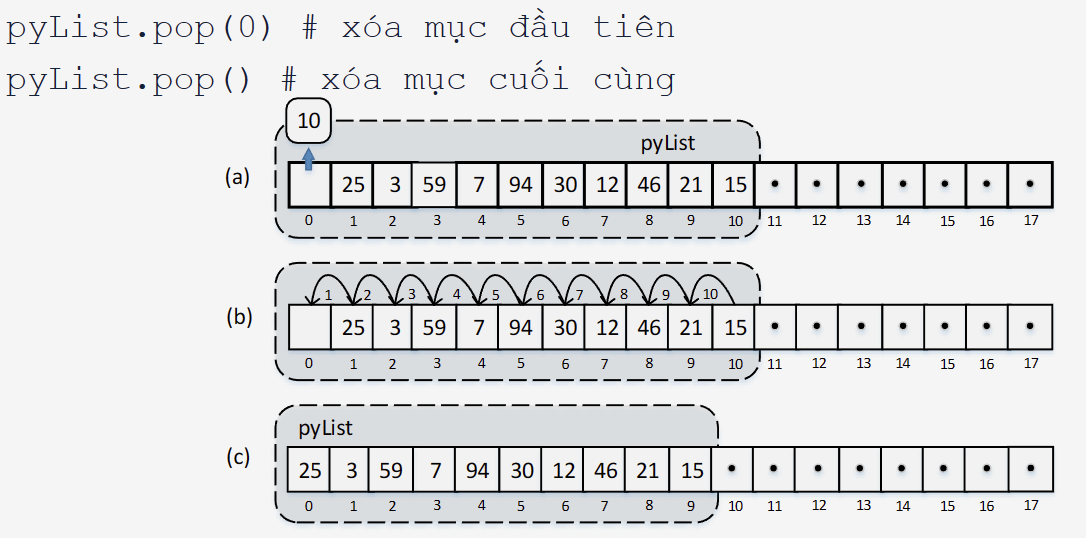 pyList.pop(0) # xóa mục đầu tiên
pyList.pop() # xóa mục cuối cùng
10
pyList
(a)
25 3 59 7 94 30 12 46 21 15 • • • • • • •
0 1 2 3 4 5 6 7 8 9 10 11 12 13 14 15 16 17
1 2 3 4 5 6 7 8 9 10
(b)
25 3 59 7 94 30 12 46 21 15 • • • • • • •
0 1 2 3 4 5 6 7 8 9 10 11 12 13 14 15 16 17
pyList
(c)
25 3 59 7 94 30 12 46 21 15 • • • • • • • •
0 1 2 3 4 5 6 7 8 9 10 11 12 13 14 15 16 17